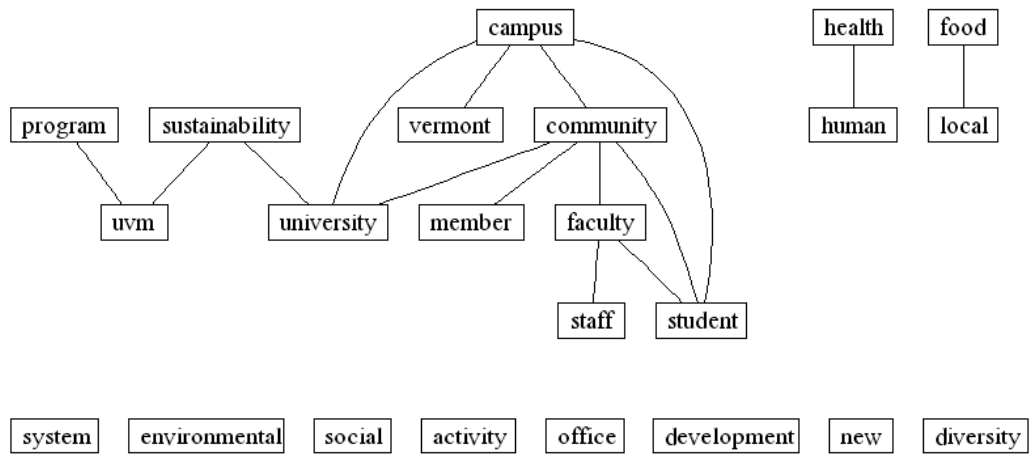 campus health food
program sustainability vermont community human local
uvm university member faculty
staff student
system environmental social activity office development new diversity